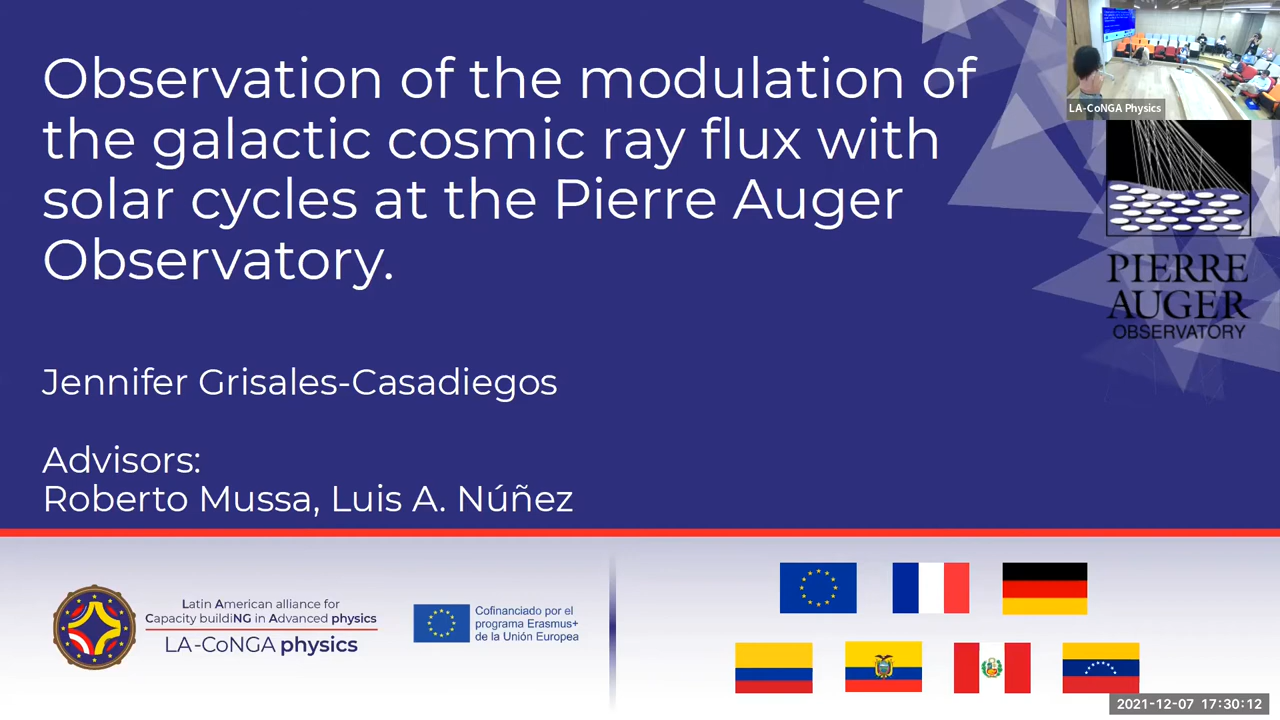 Observation of the modulation of
the galactic cosmic ray flux with
solar cycles at the Pierre Auger
Observatory.
LA-CoNGA Physics
PIERRE
AUGER
OBSERVATORY
Jennifer Grisales-Casadiegos
Advisors:
Roberto Mussa, Luis A. Núñez
Latin American alliance for
Capacity buildiNG in Advanced physics
LA-CoNGA physics
Cofinanciado por el
programa Erasmus+
de la Unión Europea
2021-12-07 17:30:12